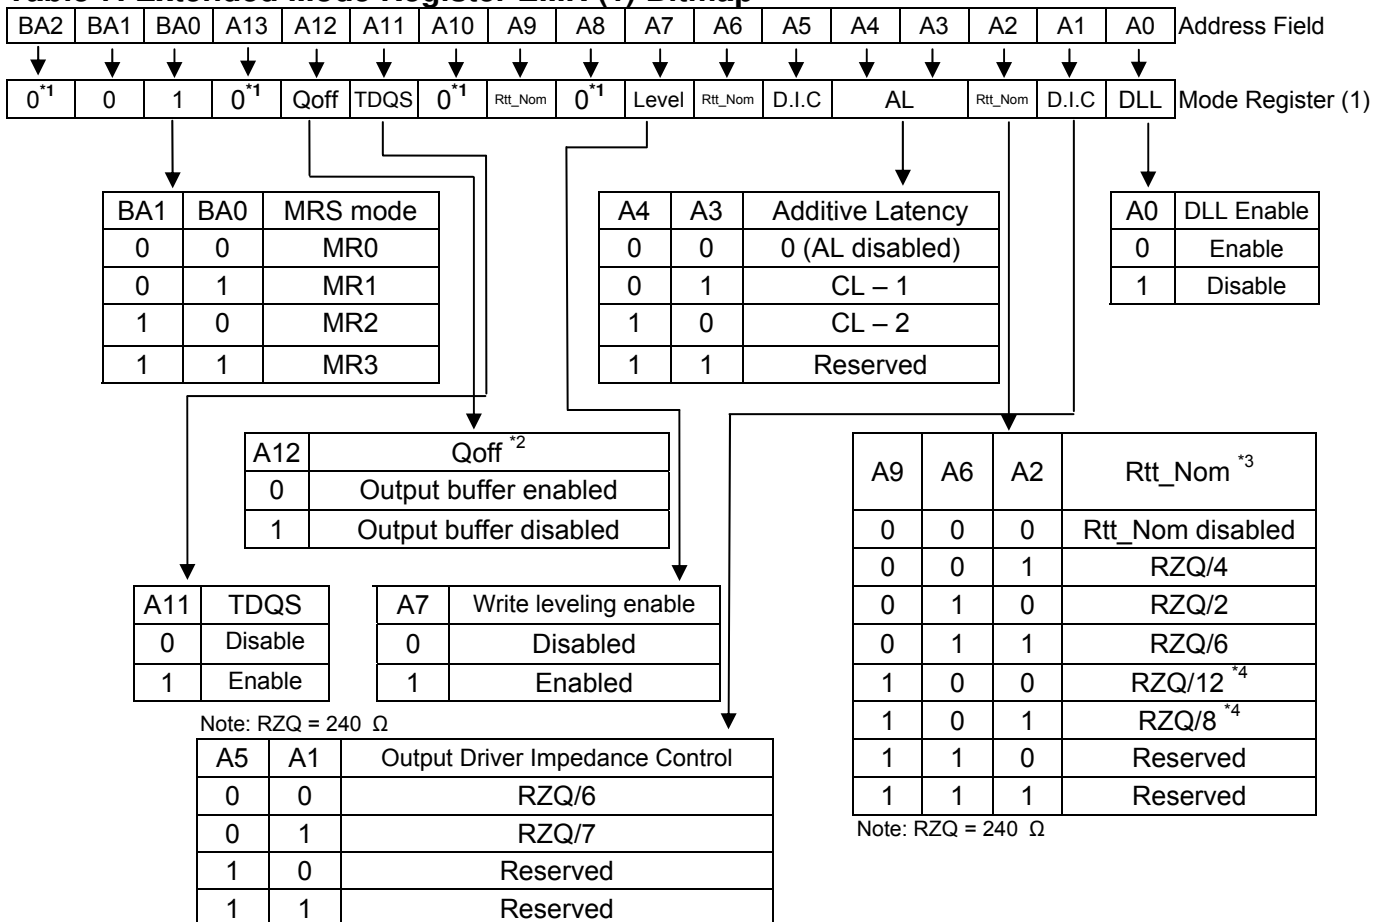 BA2 BA1 BA0 A13 A12 A11 A10 A9 A8 A7 A6 A5 A4 A3 A2 A1 A0 Address Field
0*1 0 1 0*1 Qoff TDQS 0*1 Rtt_Nom 0*1 Level Rtt_Nom D.I.C AL Rtt_Nom D.I.C DLL Mode Register (1)
BA1 BA0 MRS mode
0 0 MR0
0 1 MR1
1 0 MR2
1 1 MR3
A4 A3 Additive Latency
0 0 0 (AL disabled)
0 1 CL – 1
1 0 CL – 2
1 1 Reserved
A0 DLL Enable
0 Enable
1 Disable
A12 Qoff *2
0 Output buffer enabled
1 Output buffer disabled
A9 A6 A2 Rtt_Nom *3
0 0 0 Rtt_Nom disabled
0 0 1 RZQ/4
0 1 0 RZQ/2
0 1 1 RZQ/6
1 0 0 RZQ/12 *4
1 0 1 RZQ/8 *4
1 1 0 Reserved
1 1 1 Reserved
Note: RZQ = 240 Ω
A11 TDQS
0 Disable
1 Enable
A7 Write leveling enable
0 Disabled
1 Enabled
Note: RZQ = 240 Ω
A5 A1 Output Driver Impedance Control
0 0 RZQ/6
0 1 RZQ/7
1 0 Reserved
1 1 Reserved